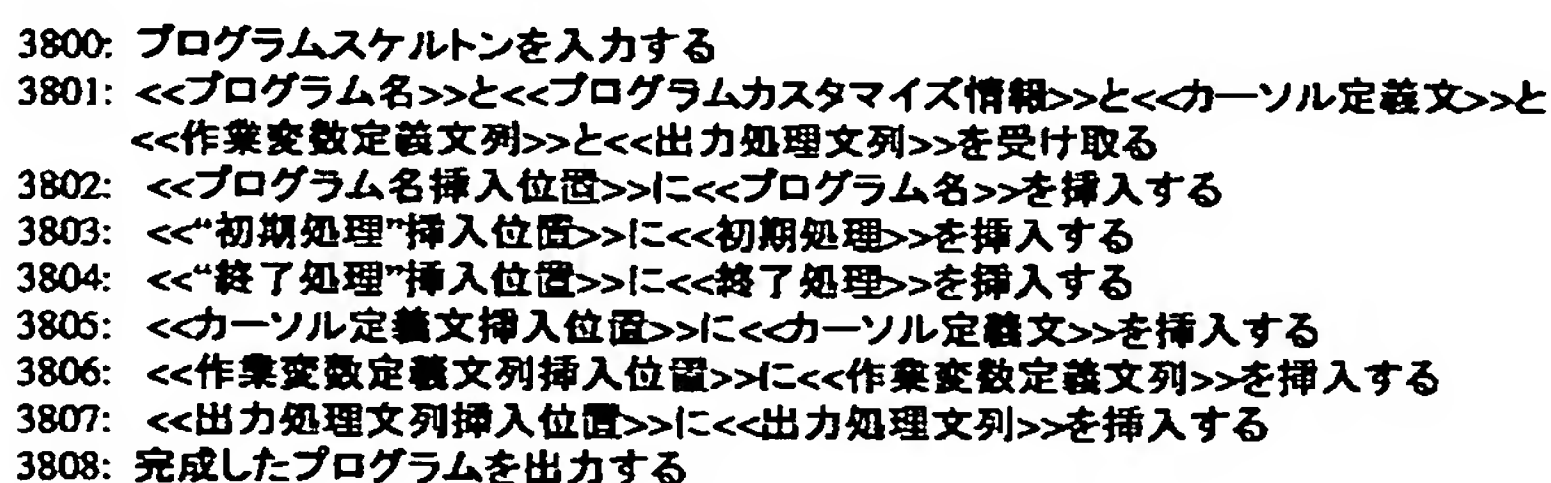 3800: プログラムスケルトンを入力する
3801: <<プログラム名>>と<<プログラムカスタマイズ情報>>と<<カーソル定義文>>と
<<作業変数定義文列>>と<<出力処理文列>>を受け取る
3802: <<プログラム名挿入位置>>に<<プログラム名>>を挿入する
3803: <<“初期処理”挿入位置>>に<<初期処理>>を挿入する
3804: <<“終了処理”挿入位置>>に<<終了処理>>を挿入する
3805: <<カーソル定義文挿入位置>>に<<カーソル定義文>>を挿入する
3806: <<作業変数定義文列挿入位置>>に<<作業変数定義文列>>を挿入する
3807: <<出力処理文列挿入位置>>に<<出力処理文列>>を挿入する
3808: 完成したプログラムを出力する